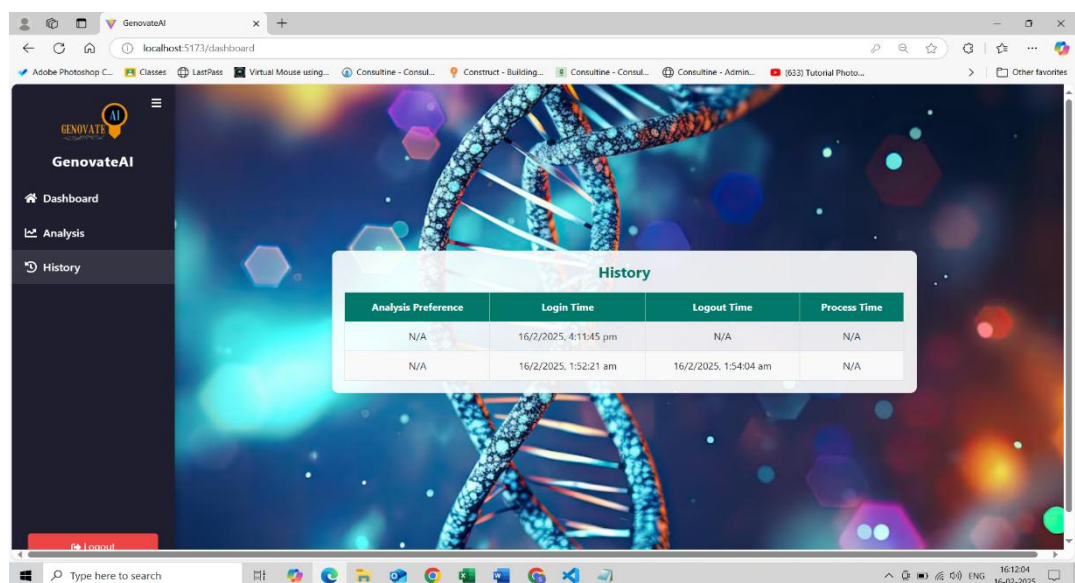 GenovateAI
localhost:5173/dashboard
Adobe Photoshop C... Classes LastPass Virtual Mouse using... Consultine - Consul... Construct - Building... Consultine - Consul... Consultine - Admin... (633) Tutorial Photo... Other favorites
AI
GENOVATE
GenovateAI
Dashboard
Analysis
History
Logout
History
Analysis Preference Login Time Logout Time Process Time
N/A 16/2/2025, 4:11:45 pm N/A N/A
N/A 16/2/2025, 1:52:21 am 16/2/2025, 1:54:04 am N/A
Type here to search
ENG
16:12:04
16-02-2025